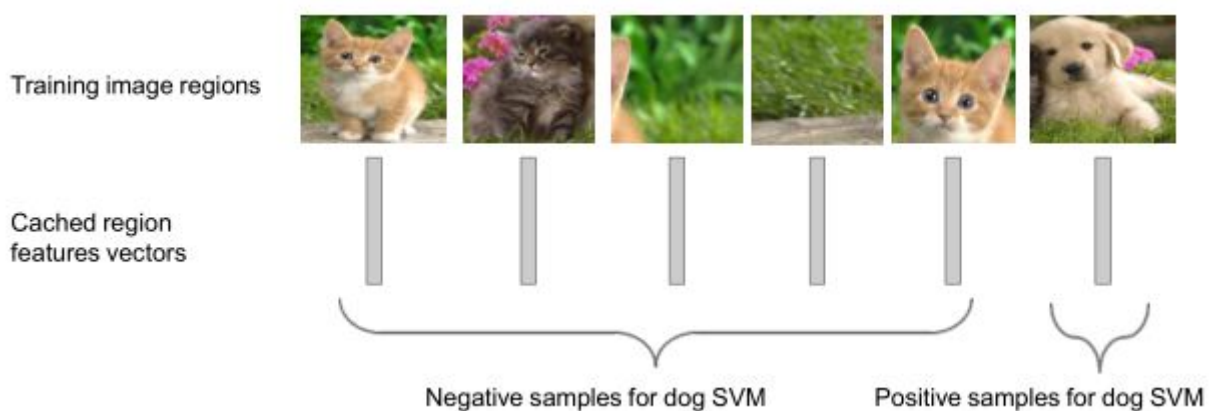 Training image regions
Cached region
features vectors
Negative samples for dog SVM
Positive samples for dog SVM